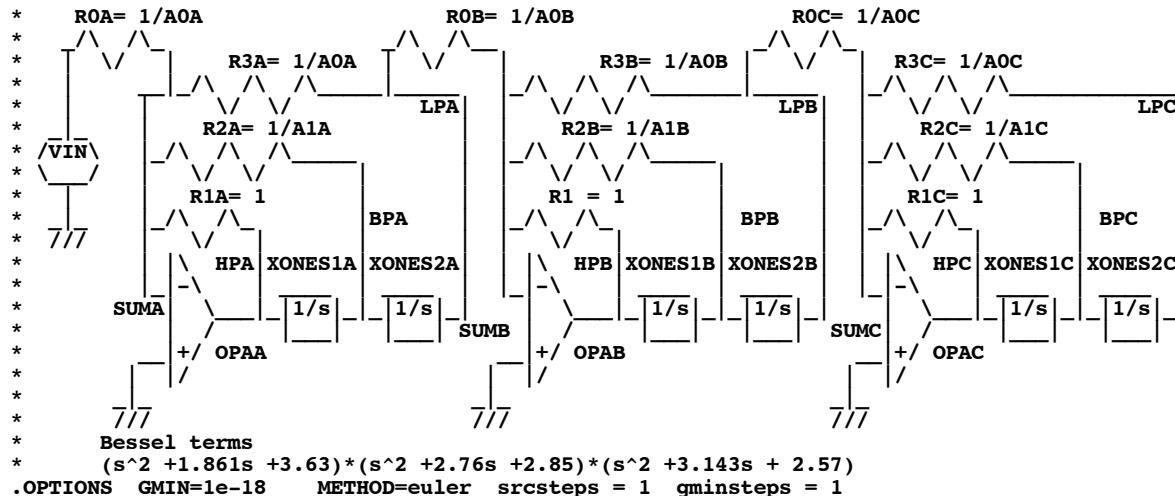 R0A= 1/A0A R0B= 1/A0B R0C= 1/A0C
R3A= 1/A0A R3B= 1/A0B R3C= 1/A0C
LPA LPB LPC
R2A= 1/A1A R2B= 1/A1B R2C= 1/A1C
VIN
R1A= 1 R1 = 1 R1C= 1
BPA BPB BPC
HPA XONES1A XONES2A HPB XONES1B XONES2B HPC XONES1C XONES2C
-
SUMA 1/s 1/s 1/s 1/s 1/s 1/s
SUMB SUMC
+ OPAA + OPAB + OPAC
* Bessel terms
* (s^2 +1.861s +3.63)*(s^2 +2.76s +2.85)*(s^2 +3.143s + 2.57)
.OPTIONS GMIN=1e-18 METHOD=euler srcsteps = 1 gminsteps = 1